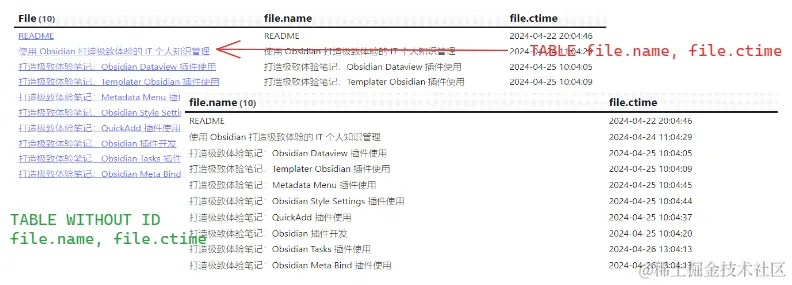 File (10) file.name file.ctime
README README 2024-04-22 20:04:46
使用 Obsidian 打造极致体验的 IT 个人知识管理 使用 Obsidian 打造极致体验的 IT 个人知识管理 2024-04-24
TABLE file.name, file.ctime
打造极致体验笔记：Obsidian Dataview 插件使用 打造极致体验笔记：Obsidian Dataview 插件使用 2024-04-25 10:04:05
打造极致体验笔记：Templater Obsidian 插件使用 打造极致体验笔记：Templater Obsidian 插件使用 2024-04-25 10:04:09
打造极致体验笔记：Metadata Menu 插
打造极致体验笔记：Obsidian Style Settin
打造极致体验笔记：QuickAdd 插件使用
打造极致体验笔记：Obsidian 插件开发
打造极致体验笔记：Obsidian Tasks 插件
打造极致体验笔记：Obsidian Meta Bind
file.name (10) file.ctime
README 2024-04-22 20:04:46
使用 Obsidian 打造极致体验的 IT 个人知识管理 2024-04-24 11:04:29
打造极致体验笔记：Obsidian Dataview 插件使用 2024-04-25 10:04:05
打造极致体验笔记：Templater Obsidian 插件使用 2024-04-25 10:04:09
打造极致体验笔记：Metadata Menu 插件使用 2024-04-25 10:04:45
打造极致体验笔记：Obsidian Style Settings 插件使用 2024-04-25 10:04:44
打造极致体验笔记：QuickAdd 插件使用 2024-04-25 10:04:37
打造极致体验笔记：Obsidian 插件开发 2024-04-25 10:04:20
打造极致体验笔记：Obsidian Tasks 插件使用 2024-04-26 13:04:13
打造极致体验笔记：Obsidian Meta Bind 插件使用 2024-04-26 13:04:13
TABLE WITHOUT ID
file.name, file.ctime
@稀土掘金技术社区